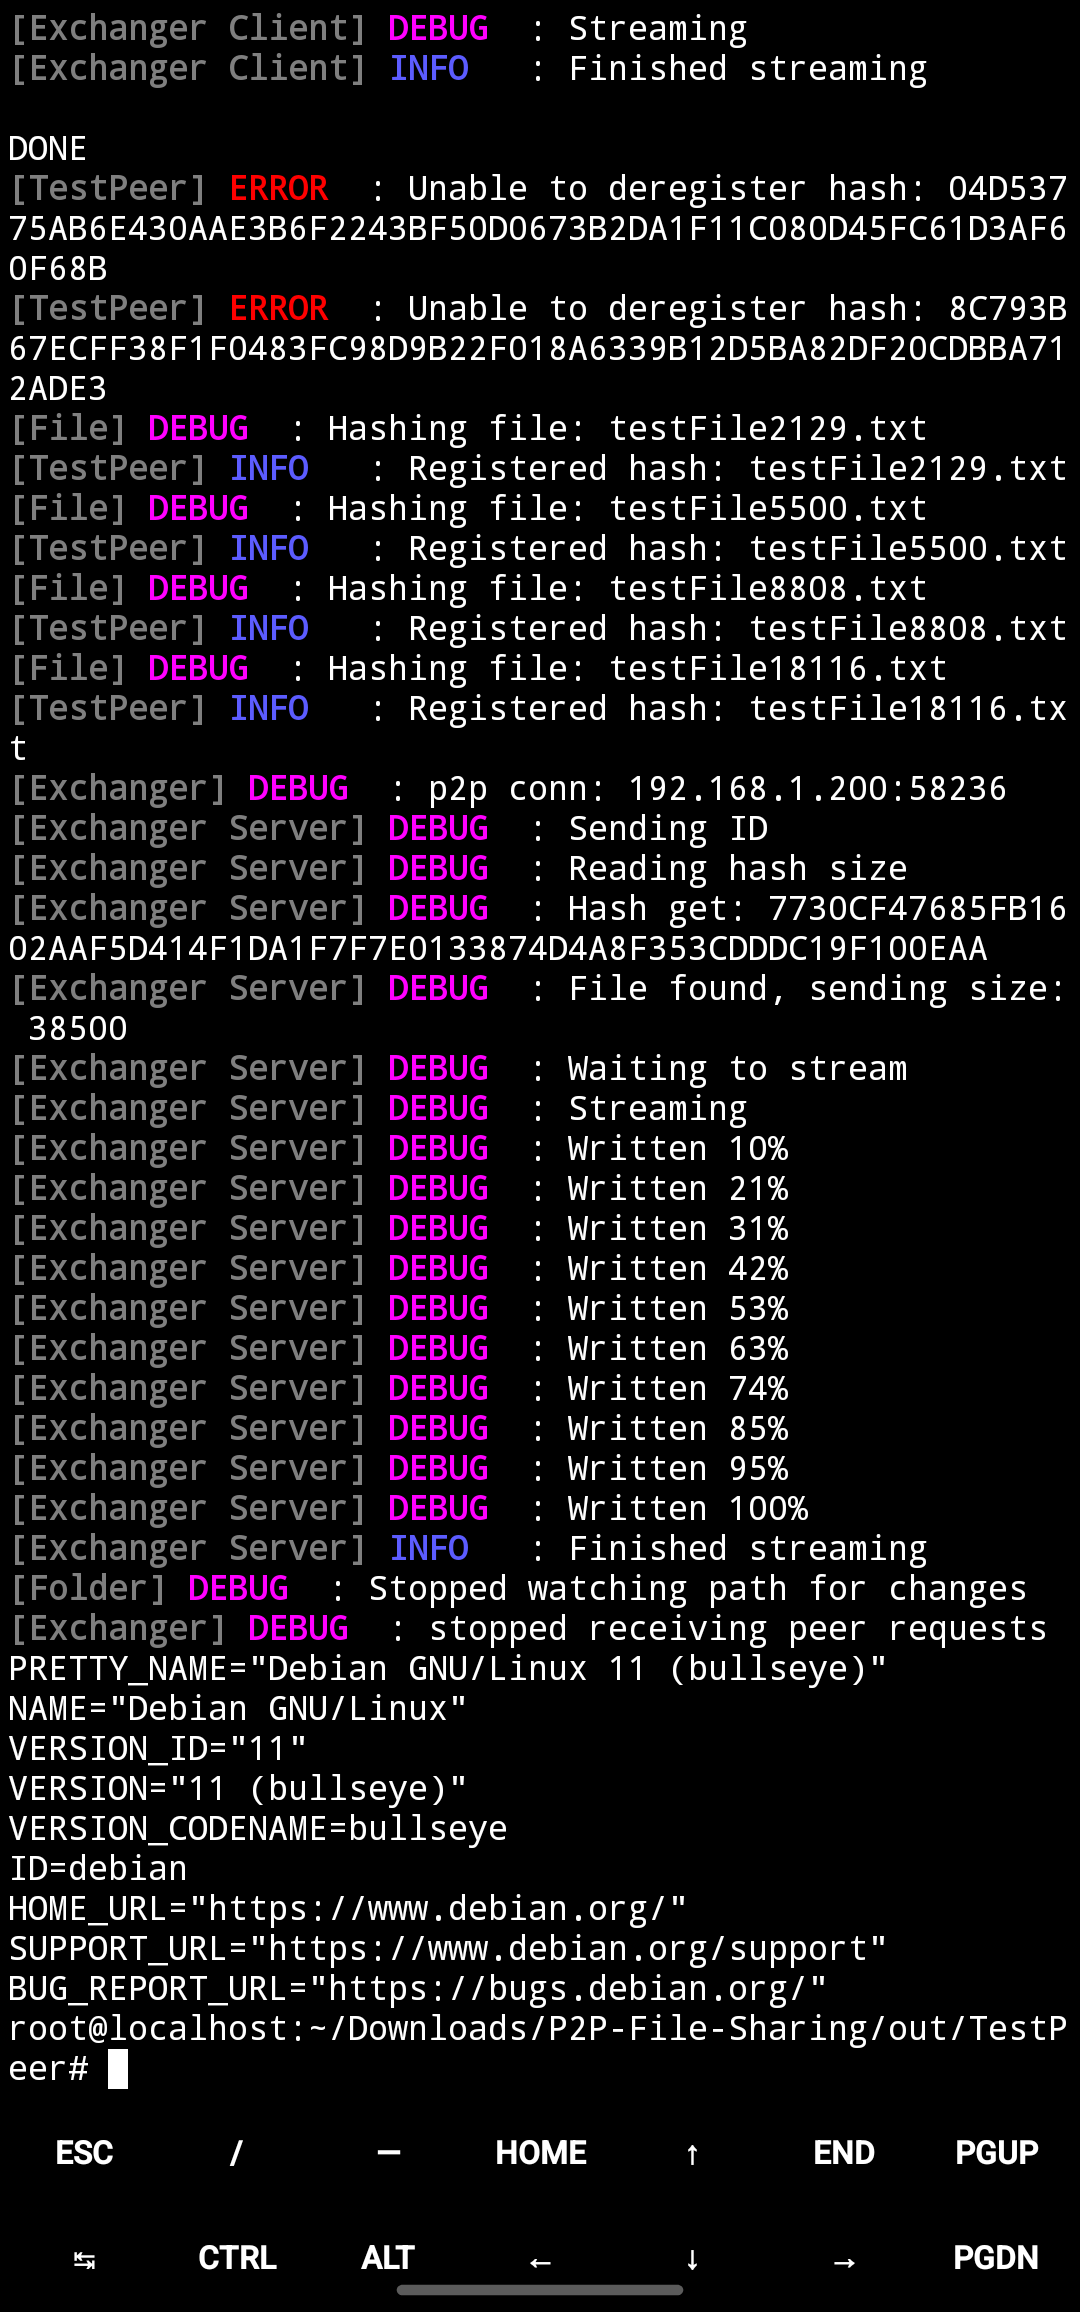 [Exchanger Client] DEBUG  : Streaming
[Exchanger Client] INFO   : Finished streaming
DONE
[TestPeer] ERROR  : Unable to deregister hash: 04D537
75AB6E430AAE3B6F2243BF50D0673B2DA1F11C080D45FC61D3AF6
0F68B
[TestPeer] ERROR  : Unable to deregister hash: 8C793B
67ECFF38F1F0483FC98D9B22F018A6339B12D5BA82DF20CDBBA71
2ADE3
[File] DEBUG  : Hashing file: testFile2129.txt
[TestPeer] INFO   : Registered hash: testFile2129.txt
[File] DEBUG  : Hashing file: testFile5500.txt
[TestPeer] INFO   : Registered hash: testFile5500.txt
[File] DEBUG  : Hashing file: testFile8808.txt
[TestPeer] INFO   : Registered hash: testFile8808.txt
[File] DEBUG  : Hashing file: testFile18116.txt
[TestPeer] INFO   : Registered hash: testFile18116.tx
t
[Exchanger] DEBUG  : p2p conn: 192.168.1.200:58236
[Exchanger Server] DEBUG  : Sending ID
[Exchanger Server] DEBUG  : Reading hash size
[Exchanger Server] DEBUG  : Hash get: 7730CF47685FB16
02AAF5D414F1DA1F7F7E0133874D4A8F353CDDDC19F100EAA
[Exchanger Server] DEBUG  : File found, sending size:
 38500
[Exchanger Server] DEBUG  : Waiting to stream
[Exchanger Server] DEBUG  : Streaming
[Exchanger Server] DEBUG  : Written 10%
[Exchanger Server] DEBUG  : Written 21%
[Exchanger Server] DEBUG  : Written 31%
[Exchanger Server] DEBUG  : Written 42%
[Exchanger Server] DEBUG  : Written 53%
[Exchanger Server] DEBUG  : Written 63%
[Exchanger Server] DEBUG  : Written 74%
[Exchanger Server] DEBUG  : Written 85%
[Exchanger Server] DEBUG  : Written 95%
[Exchanger Server] DEBUG  : Written 100%
[Exchanger Server] INFO   : Finished streaming
[Folder] DEBUG  : Stopped watching path for changes
[Exchanger] DEBUG  : stopped receiving peer requests
PRETTY_NAME="Debian GNU/Linux 11 (bullseye)"
NAME="Debian GNU/Linux"
VERSION_ID="11"
VERSION="11 (bullseye)"
VERSION_CODENAME=bullseye
ID=debian
HOME_URL="https://www.debian.org/"
SUPPORT_URL="https://www.debian.org/support"
BUG_REPORT_URL="https://bugs.debian.org/"
root@localhost:~/Downloads/P2P-File-Sharing/out/TestP
eer#
ESC / — HOME ↑ END PGUP
↹ CTRL ALT ← ↓ → PGDN